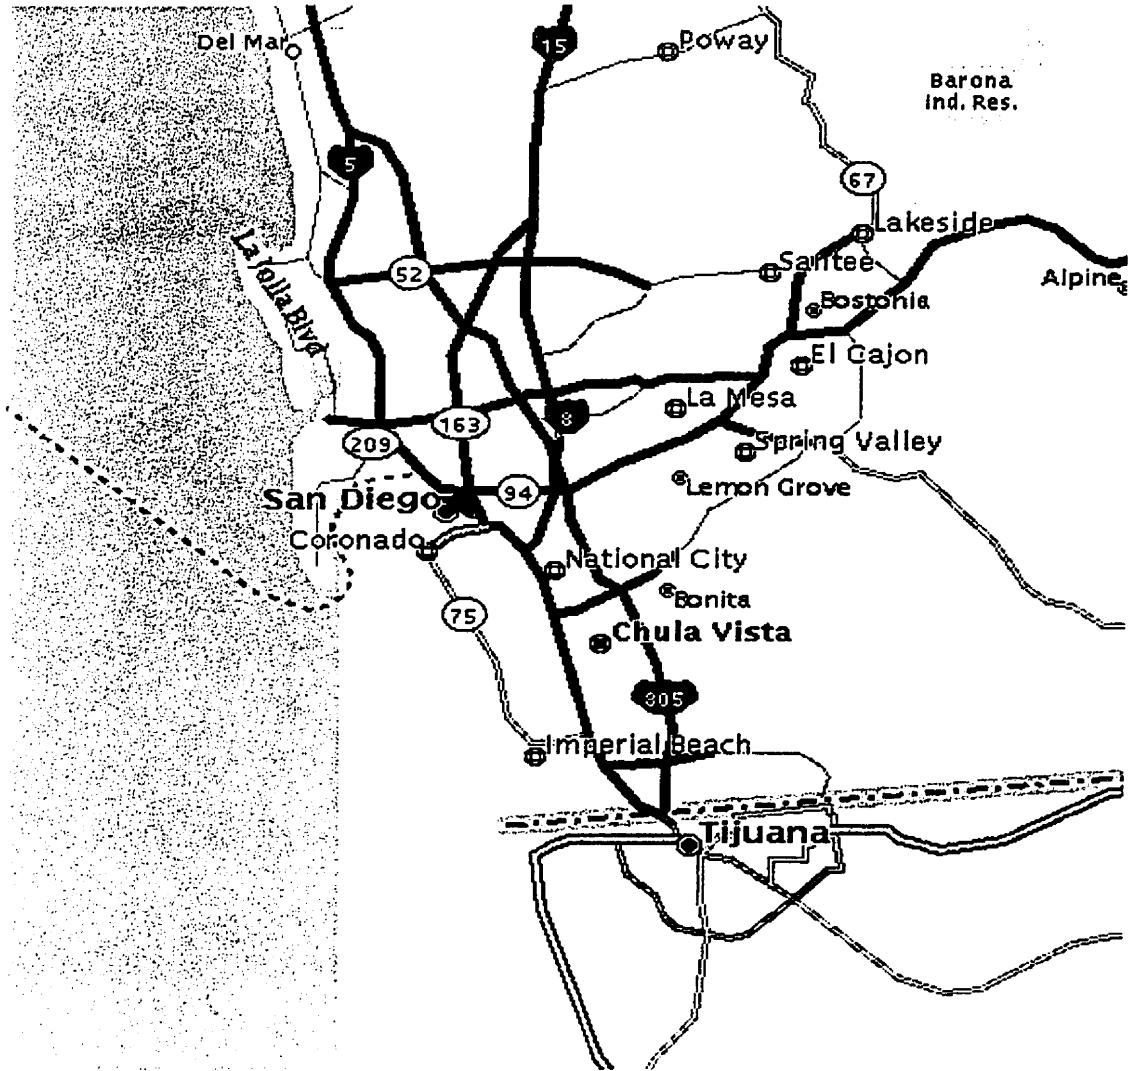 Del Mar
15
Poway
Barona
Ind. Res.
5
67
Lakeside
La Jolla Blvd
52
Santee
Alpine
Bostonia
El Cajon
La Mesa
8
163
209
Spring Valley
94
Lemon Grove
San Diego
Coronado
National City
Bonita
75
Chula Vista
805
Imperial Beach
Tijuana